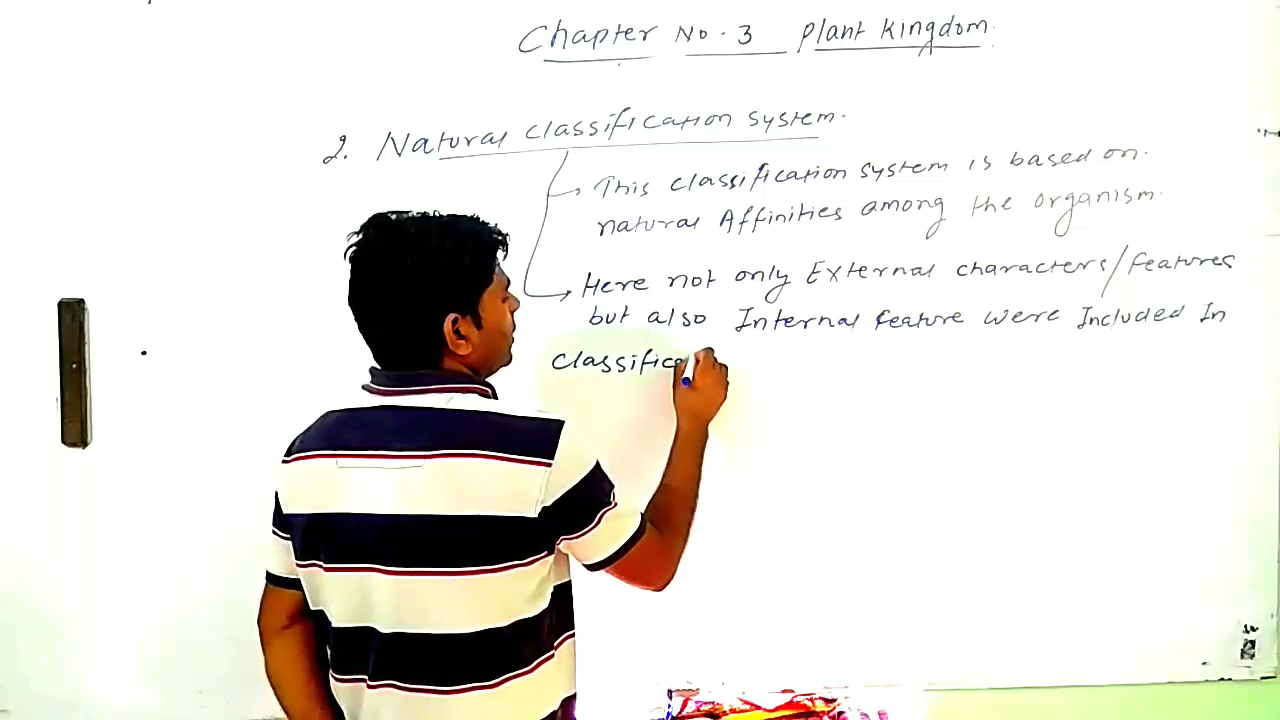 Chapter No. 3 Plant Kingdom.
2. Natural classification system.
This classification system is based on.
natural Affinities among the organism.
Here not only External characters/features
but also Internal feature were Included In
Classifica